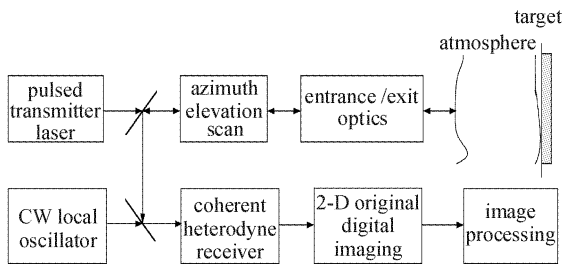 target
atmosphere
pulsed
transmitter
laser
azimuth
elevation
scan
entrance /exit
optics
CW local
oscillator
coherent
heterodyne
receiver
2-D original
digital
imaging
image
processing